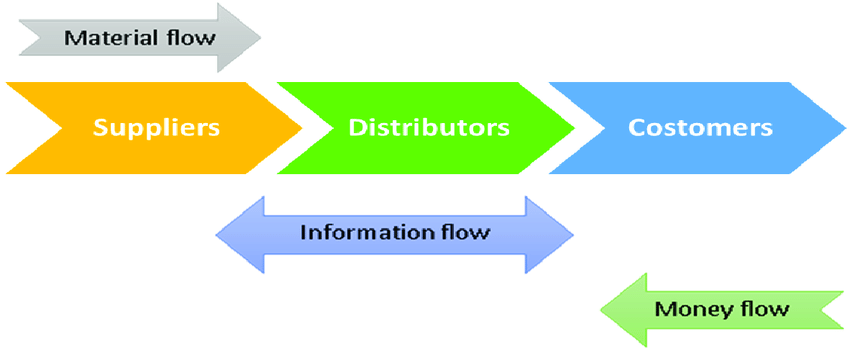 Material flow
Suppliers
Distributors
Costomers
Information flow
Money flow